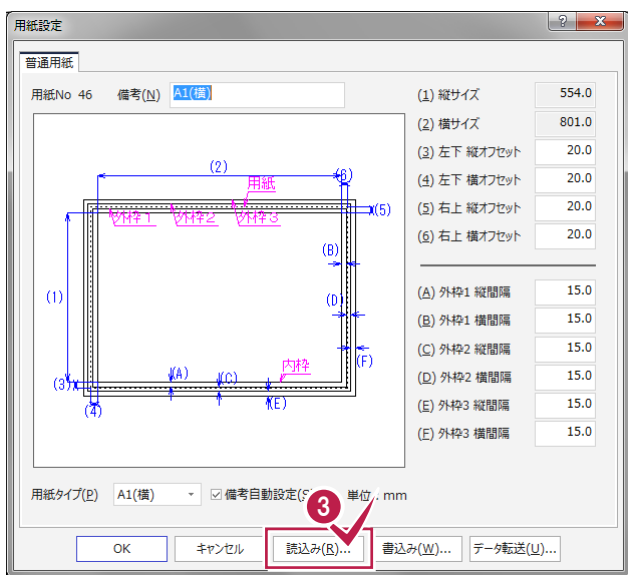 用紙設定
普通用紙
用紙No 46 備考(N) A1(横)
(1) 縦サイズ 554.0
(2) 横サイズ 801.0
(3) 左下 縦オフセット 20.0
(4) 左下 横オフセット 20.0
(5) 右上 縦オフセット 20.0
(6) 右上 横オフセット 20.0
(A) 外枠1 縦間隔 15.0
(B) 外枠1 横間隔 15.0
(C) 外枠2 縦間隔 15.0
(D) 外枠2 横間隔 15.0
(E) 外枠3 縦間隔 15.0
(F) 外枠3 横間隔 15.0
(2)
(6)
用紙
(5)
外枠1 外枠2 外枠3
(B)
(1)
(D)
内枠
(F)
(A)
(C)
(3)
(4)
(E)
用紙タイプ(P) A1(横) 備考自動設定(S) 単位 mm
3
OK キャンセル 読込み(R)... 書込み(W)... データ転送(U)...